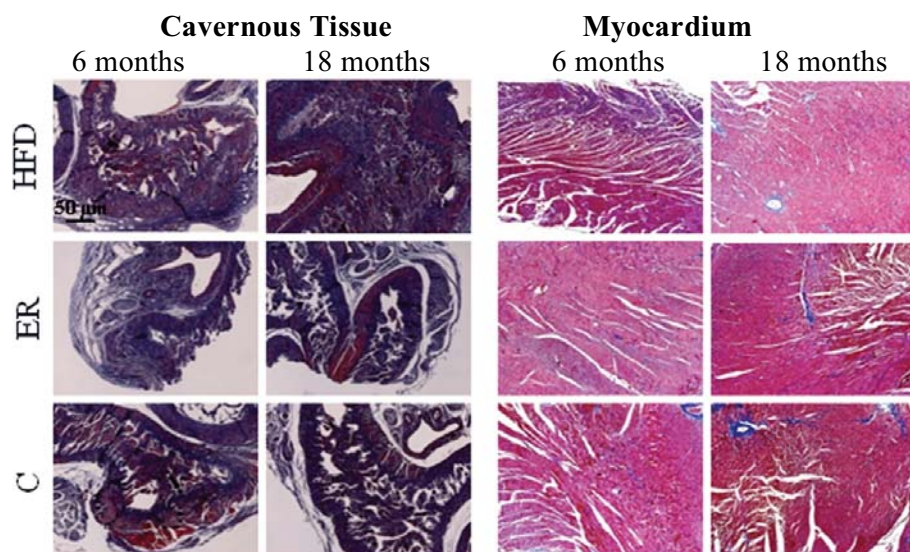 Cavernous Tissue Myocardium
6 months 18 months 6 months 18 months
HFD
50 µm
ER
C